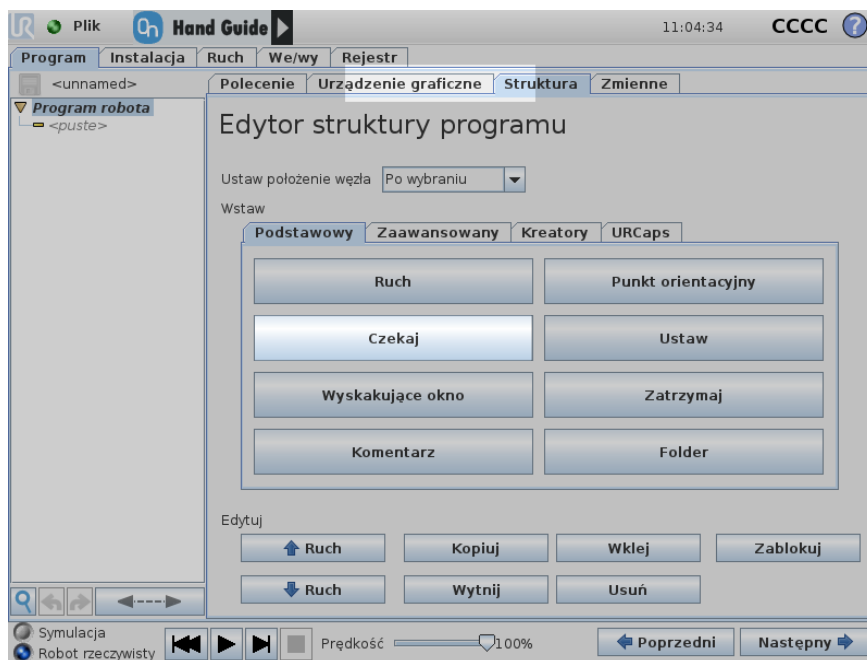 UR Plik On Hand Guide 11:04:34 CCCC ?
Program Instalacja Ruch We/wy Rejestr
<unnamed> Polecenie Urządzenie graficzne Struktura Zmienne
Program robota
<puste>
Edytor struktury programu
Ustaw położenie węzła Po wybraniu
Wstaw
Podstawowy Zaawansowany Kreatory URCaps
Ruch Punkt orientacyjny
Czekaj Ustaw
Wyskakujące okno Zatrzymaj
Komentarz Folder
Edytuj
Ruch Kopiuj Wklej Zablokuj
Ruch Wytnij Usuń
Symulacja
Robot rzeczywisty Prędkość 100% Poprzedni Następny